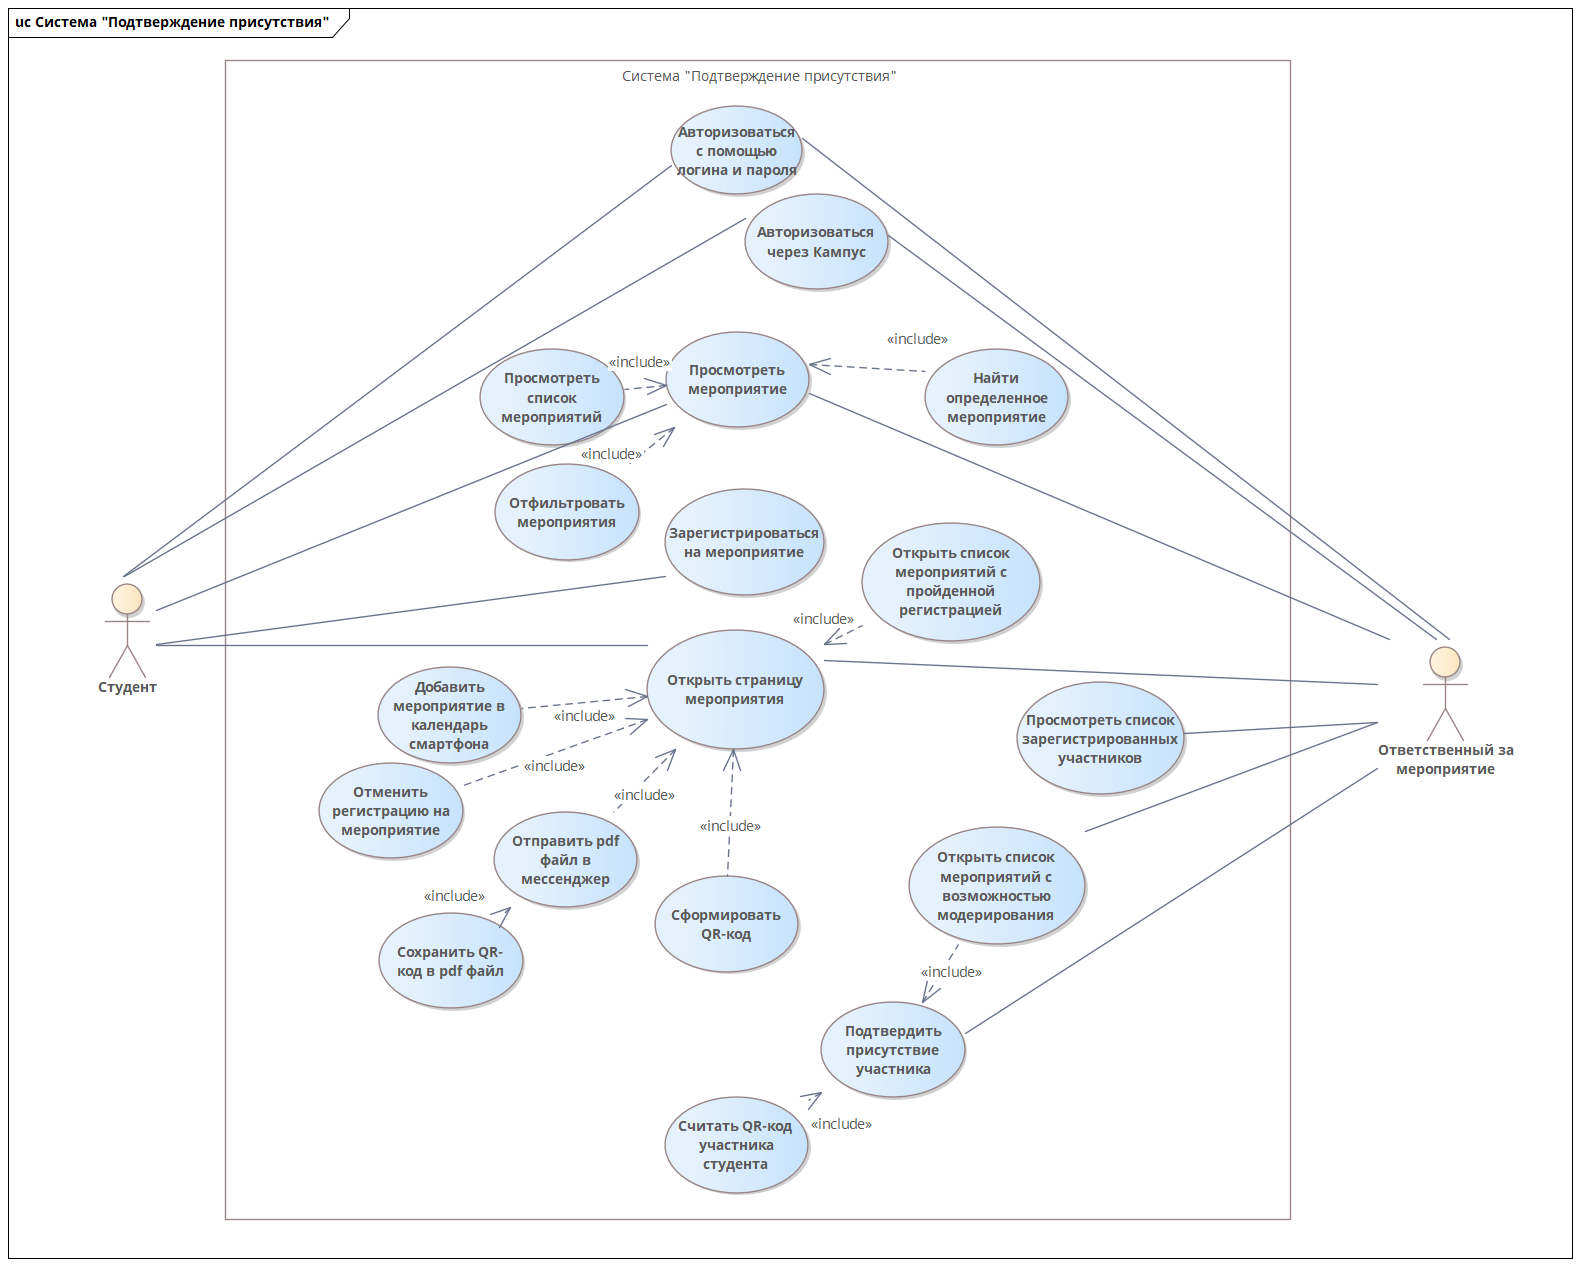 uc Система "Подтверждение присутствия"
Система "Подтверждение присутствия"
Авторизоваться
с помощью
логина и пароля
Авторизоваться
через Кампус
«include»
«include»
Просмотреть
список
мероприятий
Просмотреть
мероприятие
Найти
определенное
мероприятие
«include»
Отфильтровать
мероприятия
Зарегистрироваться
на мероприятие
Открыть список
мероприятий с
пройденной
регистрацией
«include»
Студент
Открыть страницу
мероприятия
Добавить
мероприятие в
календарь
смартфона
«include»
Просмотреть список
зарегистрированных
участников
Ответственный за
мероприятие
«include»
Отменить
регистрацию на
мероприятие
«include»
«include»
Отправить pdf
файл в
мессенджер
Открыть список
мероприятий с
возможностью
модерирования
«include»
Сформировать
QR-код
Сохранить QR-
код в pdf файл
«include»
Подтвердить
присутствие
участника
«include»
Считать QR-код
участника
студента